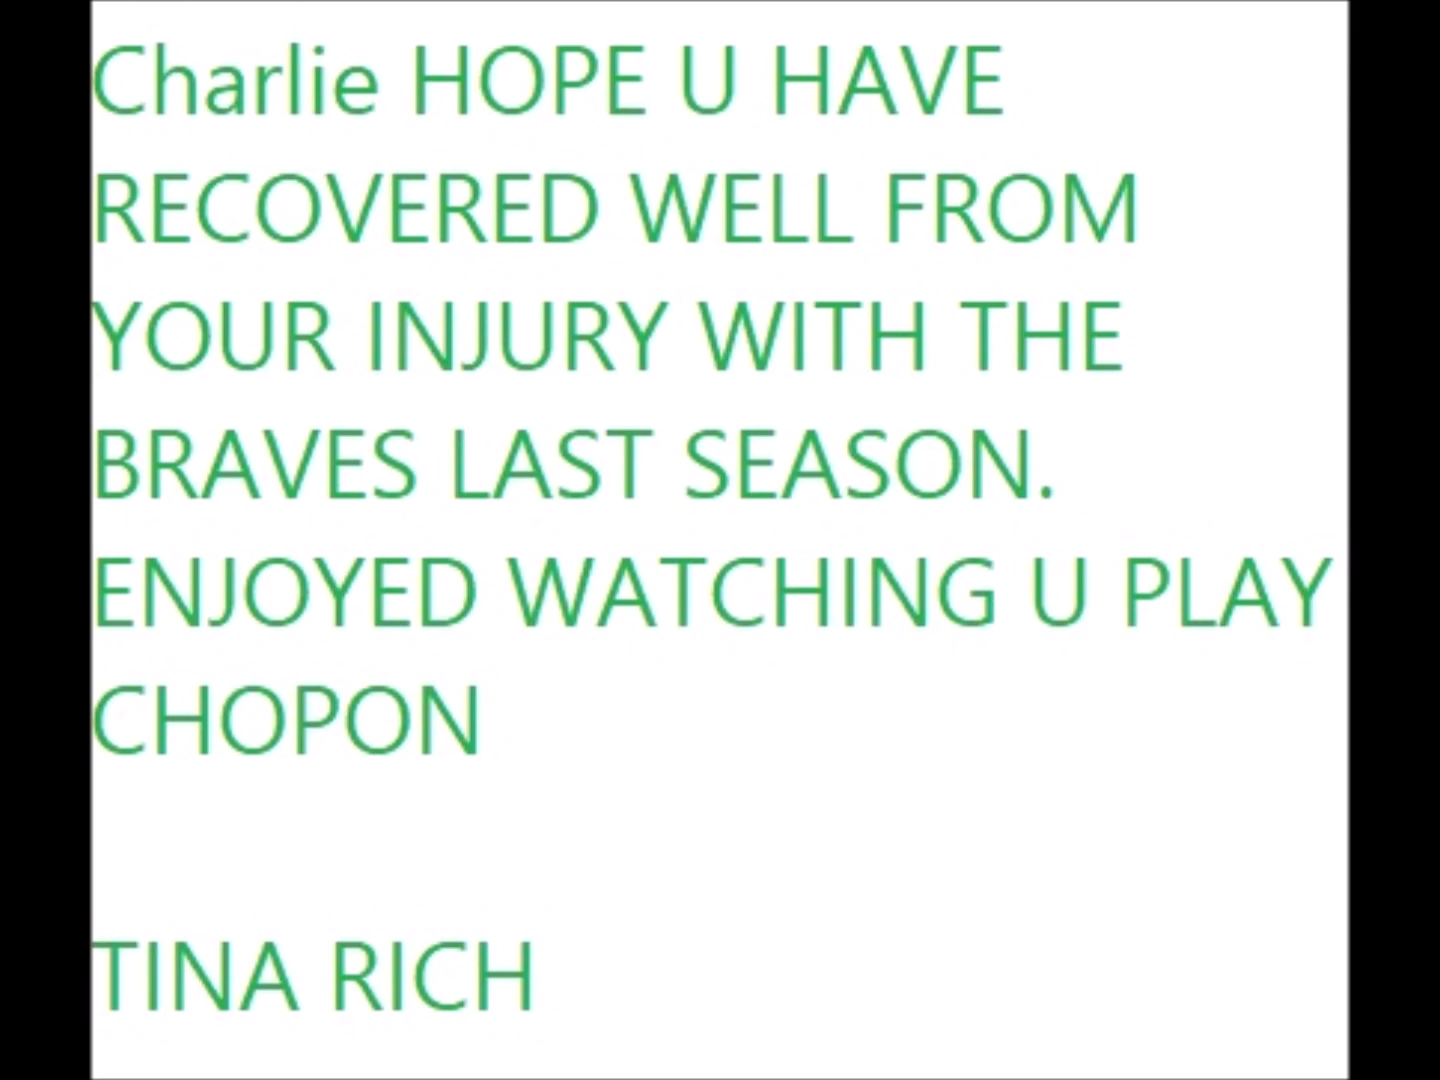 Charlie HOPE U HAVE
RECOVERED WELL FROM
YOUR INJURY WITH THE
BRAVES LAST SEASON.
ENJOYED WATCHING U PLAY
CHOPON
TINA RICH